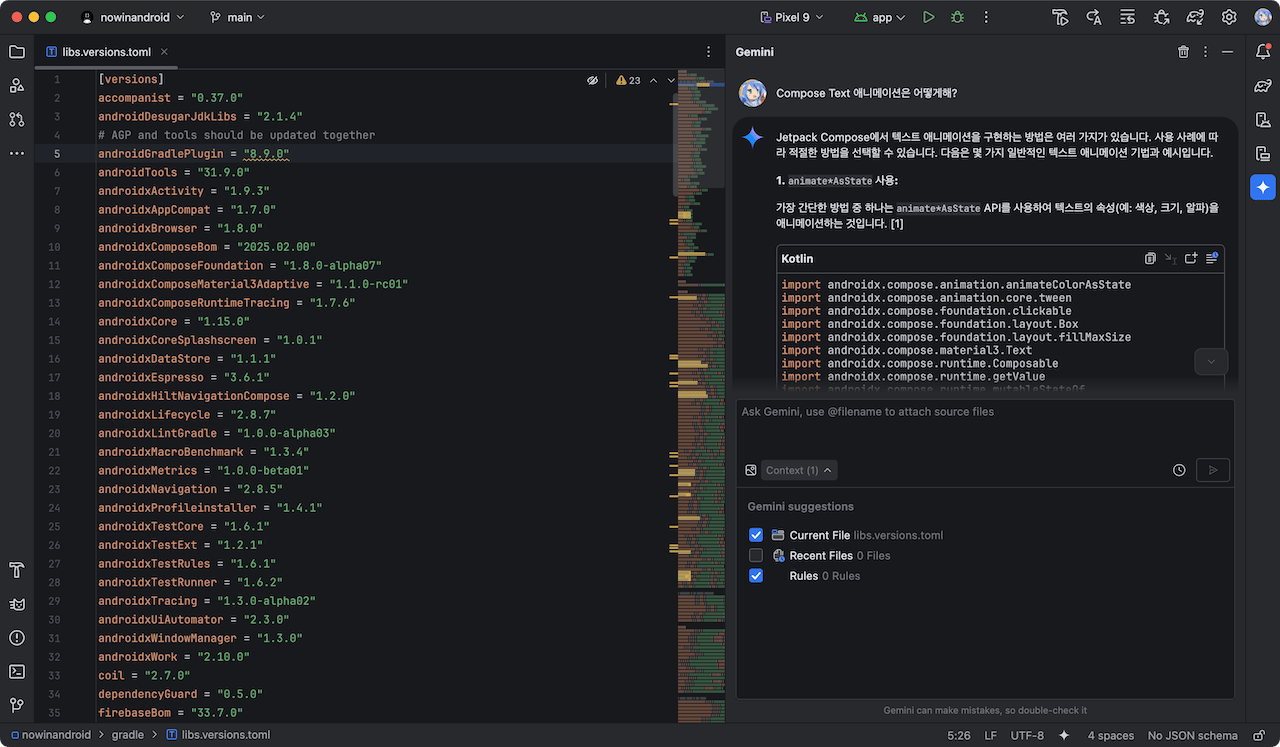 nowinandroid
main
Pixel 9
app
libs.versions.toml
23
1 [versions]
2 accompanist = "0.37.0"
3 androidDesugarJdkLibs = "2.1.4"
4 # AGP and tools should be updated together
5 androidGradlePlugin = "8.9.0"
6 androidTools = "31.9.0"
7 androidxActivity = "1.9.3"
8 androidxAppCompat = "1.7.0"
9 androidxBrowser = "1.8.0"
10 androidxComposeBom = "2025.02.00"
11 androidxComposeFoundation = "1.8.0-alpha07"
12 androidxComposeMaterial3Adaptive = "1.1.0-rc01"
13 androidxComposeRuntimeTracing = "1.7.6"
14 androidxCore = "1.15.0"
15 androidxCoreSplashscreen = "1.0.1"
16 androidxDataStore = "1.1.1"
17 androidxEspresso = "3.6.1"
18 androidxHiltNavigationCompose = "1.2.0"
19 androidxLifecycle = "2.8.7"
20 androidxLintGradle = "1.0.0-alpha03"
21 androidxMacroBenchmark = "1.3.4"
22 androidxMetrics = "1.0.0-beta01"
23 androidxNavigation = "2.8.5"
24 androidxProfileinstaller = "1.4.1"
25 androidxTestCore = "1.6.1"
26 androidxTestExt = "1.2.1"
27 androidxTestRules = "1.6.1"
28 androidxTestRunner = "1.6.2"
29 androidxTracing = "1.3.0-alpha02"
30 androidxUiAutomator = "2.3.0"
31 androidxWindowManager = "1.3.0"
32 androidxWork = "2.10.0"
33 coil = "2.7.0"
34 dependencyGuard = "0.5.0"
35 firebaseBom = "33.7.0"
Gemini
Compose Text 애니메이션은 어떻게해?
Jetpack Compose에서 텍스트 애니메이션을 구현하는 방법은 여러 가지가 있으며, 사용 사례에 따
라 적절한 방법을 선택할 수 있습니다. 다음은 몇 가지 일반적인 텍스트 애니메이션 기법과 예시입니다.
1. animate*AsState 사용:
가장 간단한 방법 중 하나는 animate*AsState API를 사용하여 텍스트의 속성(예: 색상, 크기, 알파)을
애니메이션하는 것입니다. [1]
Kotlin
import androidx.compose.animation.animateColorAsState
import androidx.compose.animation.core.tween
import androidx.compose.foundation.clickable
import androidx.compose.foundation.layout.Box
import androidx.compose.foundation.layout.fillMaxSize
import androidx.compose.material3.Text
import androidx.compose.runtime.Composable
import androidx.compose.runtime.getValue
import androidx.compose.runtime.mutableStateOf
Ask Gemini, use @filename to attach source files
Context (1)
Gemini suggestions
Current File libs.versions.toml
Recent Files 0 Files
Rules 0 Rules
Gemini can make mistakes, so double-check it
nowinandroid > gradle > libs.versions.toml
5:26 LF UTF-8 4 spaces No JSON schema